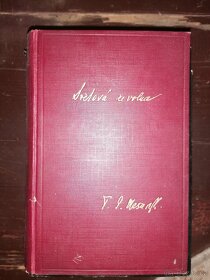 Světová revoluce
T. G. Masaryk